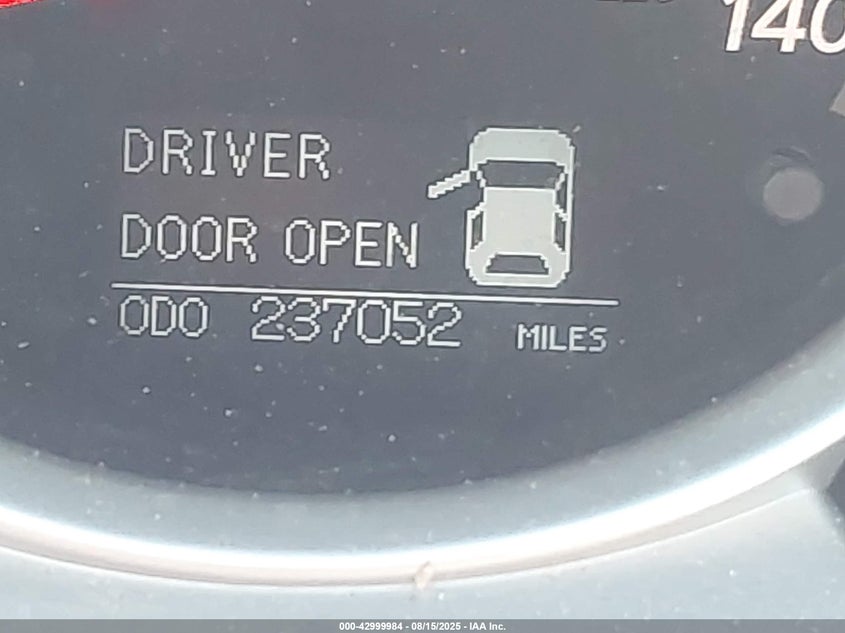 140
DRIVER
DOOR OPEN
ODO 237052 MILES
000-42999984 - 08/15/2025 - IAA Inc.